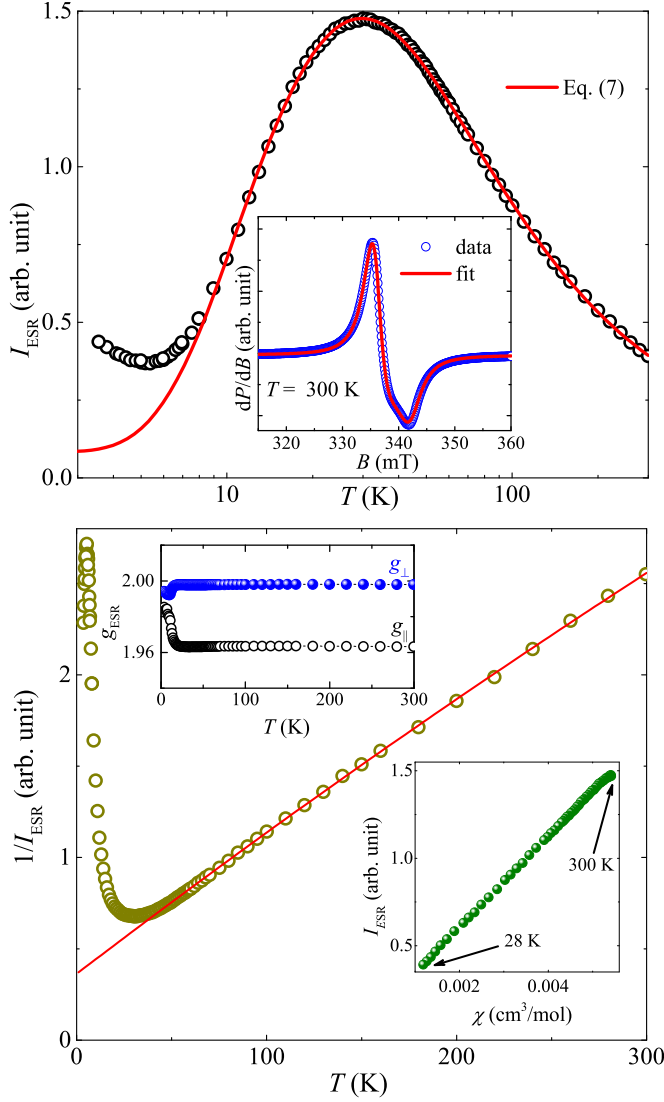 1.5
1.0
0.5
0.0
I_ESR (arb. unit)
Eq. (7)
data
fit
dP/dB (arb. unit)
T = 300 K
320 330 340 350 360
B (mT)
10 100
T (K)
2
1
0
1/I_ESR (arb. unit)
2.00
1.96
g_ESR
g_⊥
g_||
0 100 200 300
T (K)
1.5
1.0
0.5
I_ESR (arb. unit)
300 K
28 K
0.002 0.004
χ (cm³/mol)
0 50 100 150 200 250 300
T (K)